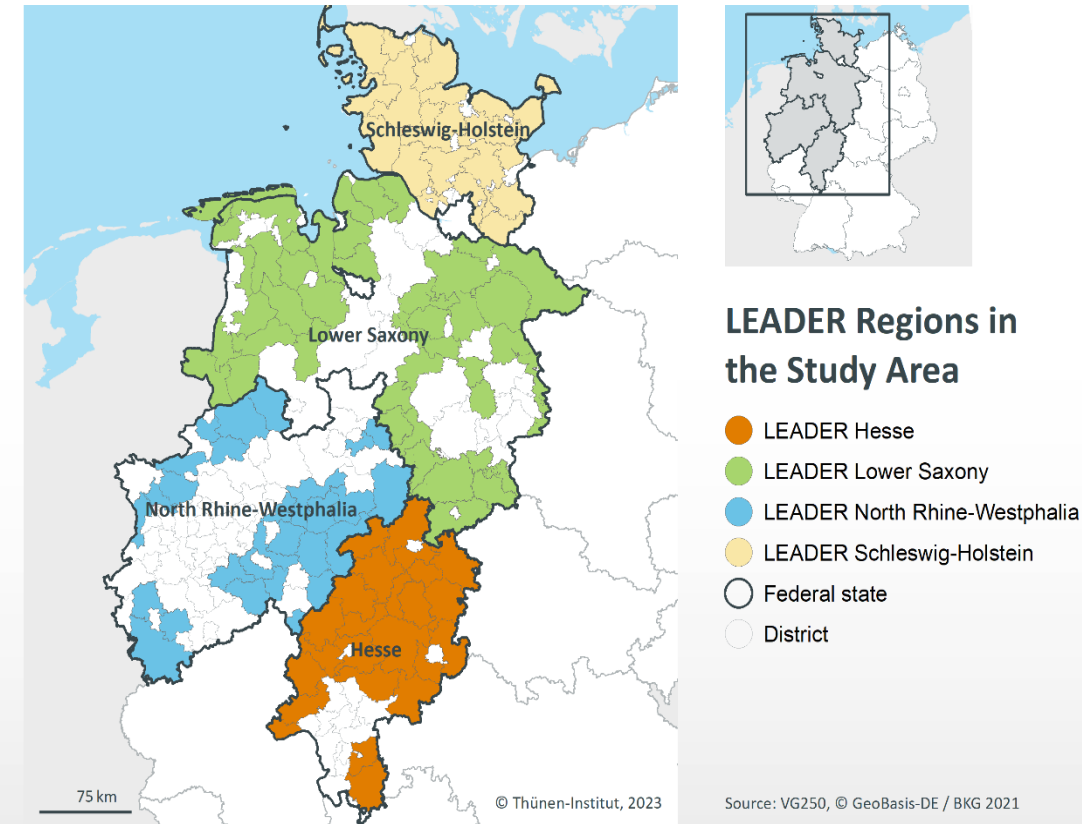 Schleswig-Holstein
Lower Saxony
North Rhine-Westphalia
Hesse
75 km
© Thünen-Institut, 2023
LEADER Regions in
the Study Area
LEADER Hesse
LEADER Lower Saxony
LEADER North Rhine-Westphalia
LEADER Schleswig-Holstein
Federal state
District
Source: VG250, © GeoBasis-DE / BKG 2021